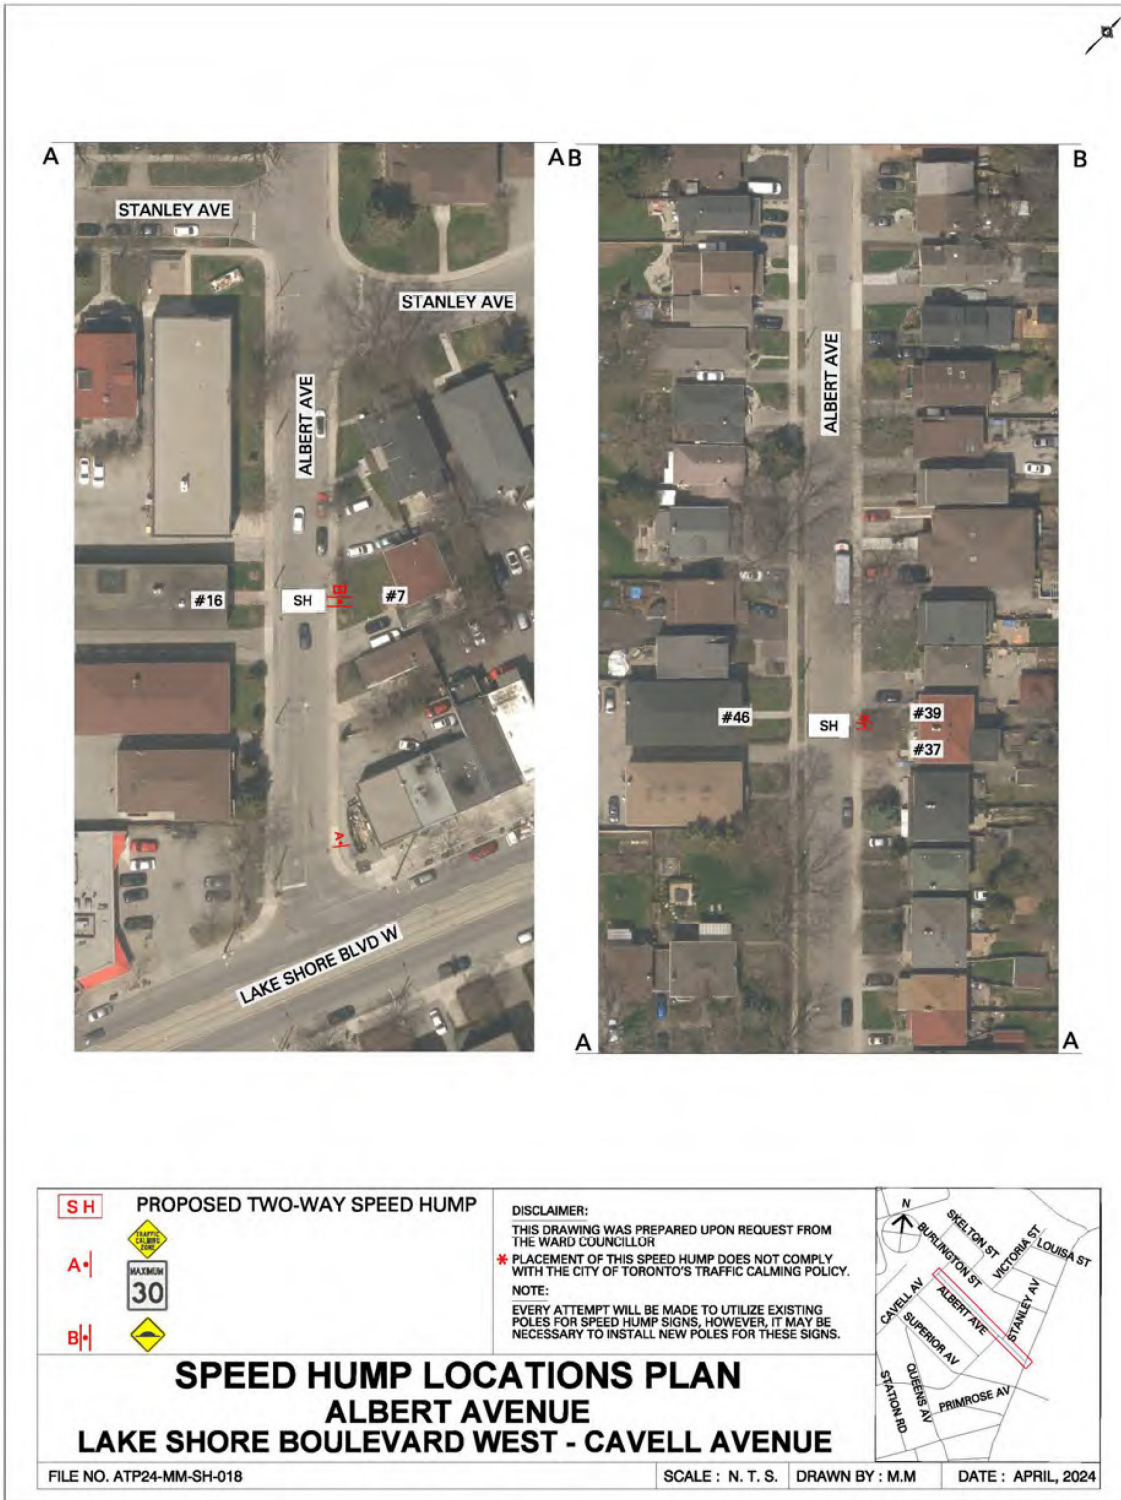 A
A
B
B
STANLEY AVE
STANLEY AVE
ALBERT AVE
ALBERT AVE
#16
SH
B
#7
#46
SH
*
#39
#37
A
LAKE SHORE BLVD W
A
A
SH
PROPOSED TWO-WAY SPEED HUMP
A
TRAFFIC
CALMING
ZONE
MAXIMUM
30
B
DISCLAIMER:
THIS DRAWING WAS PREPARED UPON REQUEST FROM
THE WARD COUNCILLOR
* PLACEMENT OF THIS SPEED HUMP DOES NOT COMPLY
WITH THE CITY OF TORONTO'S TRAFFIC CALMING POLICY.
NOTE:
EVERY ATTEMPT WILL BE MADE TO UTILIZE EXISTING
POLES FOR SPEED HUMP SIGNS, HOWEVER, IT MAY BE
NECESSARY TO INSTALL NEW POLES FOR THESE SIGNS.
N
SKELTON ST
BURLINGTON ST
VICTORIA ST
LOUISA ST
CAVELL AV
ALBERT AVE
STANLEY AV
SUPERIOR AV
STATION RD
QUEENS AV
PRIMROSE AV
SPEED HUMP LOCATIONS PLAN
ALBERT AVENUE
LAKE SHORE BOULEVARD WEST - CAVELL AVENUE
FILE NO. ATP24-MM-SH-018
SCALE : N. T. S.
DRAWN BY : M.M
DATE : APRIL, 2024